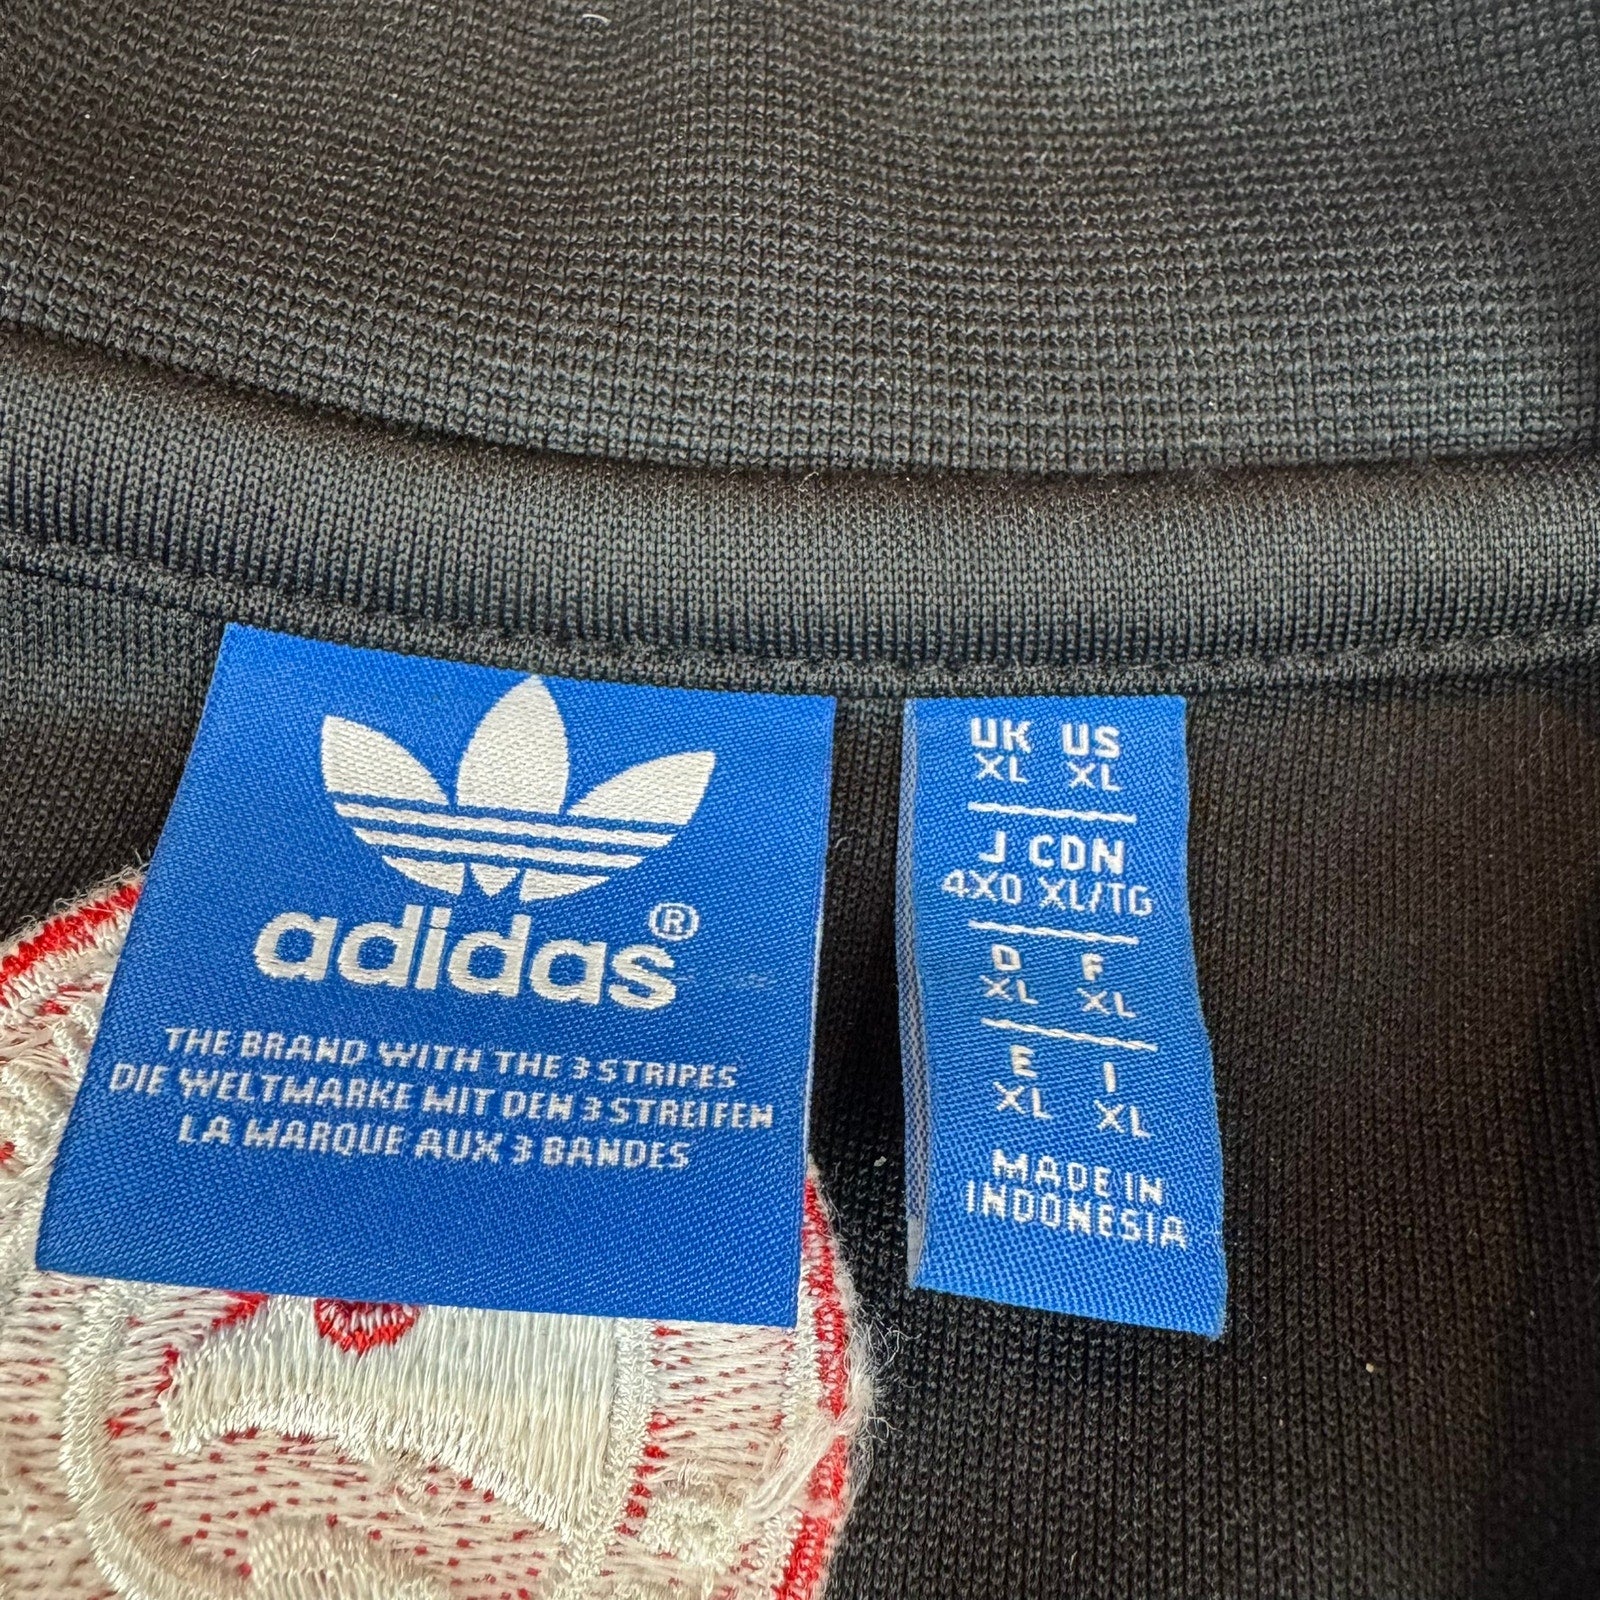 adidas®
THE BRAND WITH THE 3 STRIPES
DIE WELTMARKE MIT DEN 3 STREIFEN
LA MARQUE AUX 3 BANDES
UK US
XL XL
J CDN
4XO XL/TG
D F
XL XL
E I
XL XL
MADE IN
INDONESIA